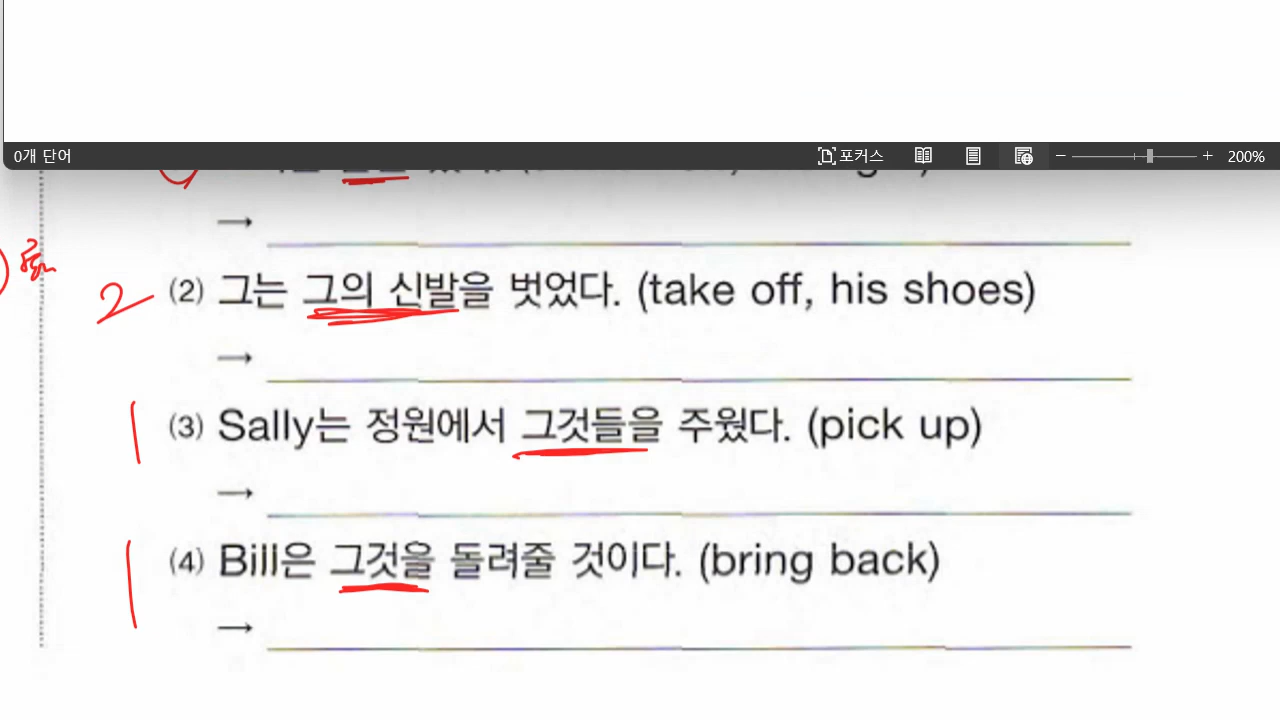 0개 단어 포커스 200%
→
2 (2) 그는 그의 신발을 벗었다. (take off, his shoes)
→
(3) Sally는 정원에서 그것들을 주웠다. (pick up)
→
(4) Bill은 그것을 돌려줄 것이다. (bring back)
→